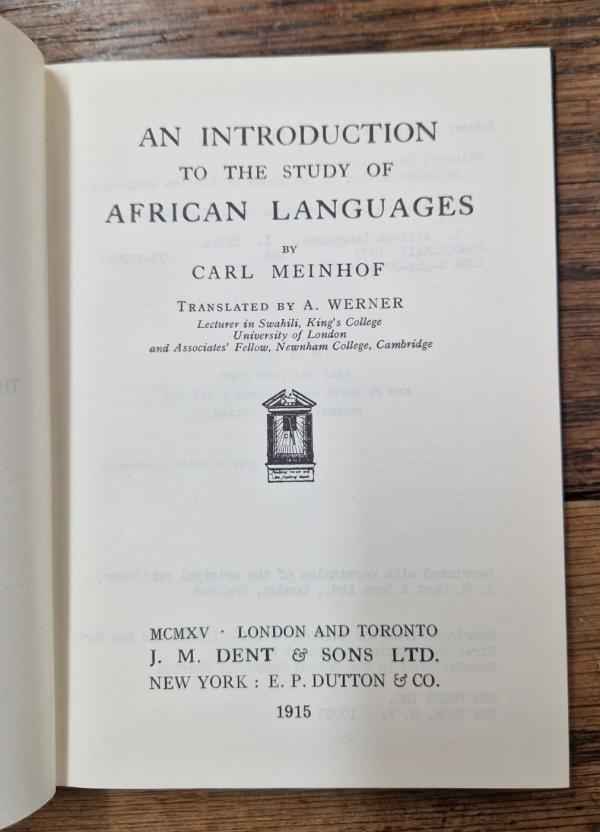 AN INTRODUCTION
TO THE STUDY OF
AFRICAN LANGUAGES
BY
CARL MEINHOF
TRANSLATED BY A. WERNER
Lecturer in Swahili, King's College
University of London
and Associates' Fellow, Newnham College, Cambridge
MCMXV · LONDON AND TORONTO
J. M. DENT & SONS LTD.
NEW YORK : E. P. DUTTON & CO.
1915